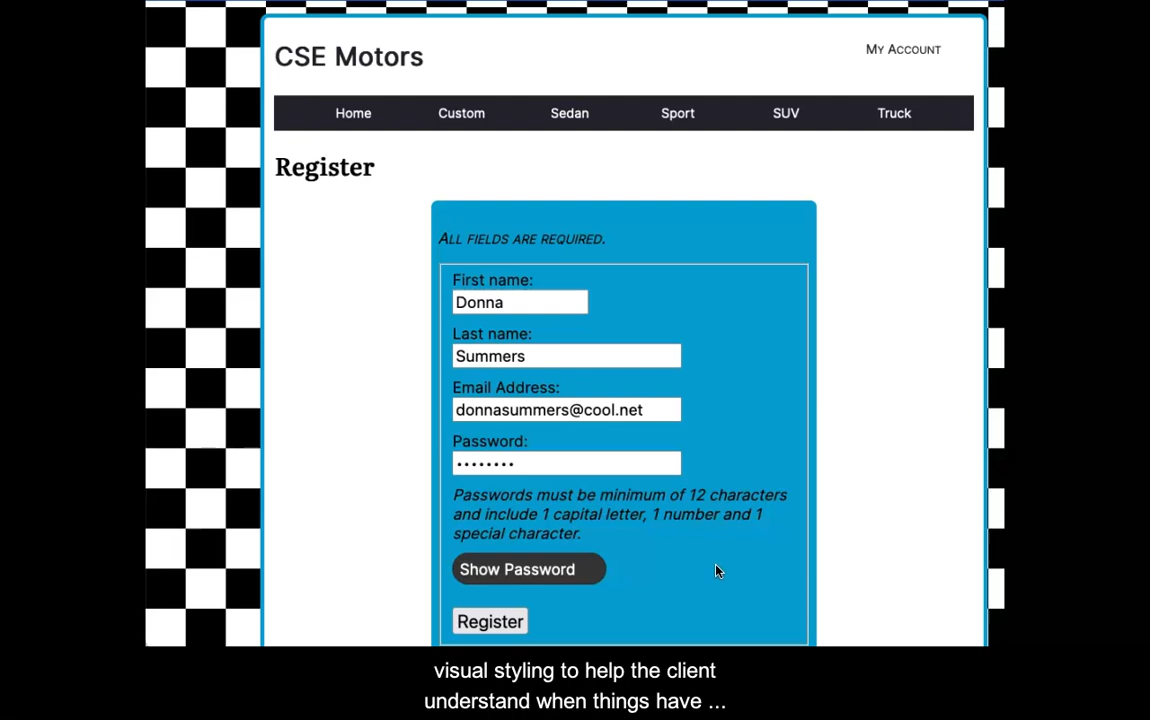 CSE Motors
My Account
Home Custom Sedan Sport SUV Truck
Register
All fields are required.
First name:
Donna
Last name:
Summers
Email Address:
donnasummers@cool.net
Password:
••••••••
Passwords must be minimum of 12 characters
and include 1 capital letter, 1 number and 1
special character.
Show Password
Register
visual styling to help the client
understand when things have ...